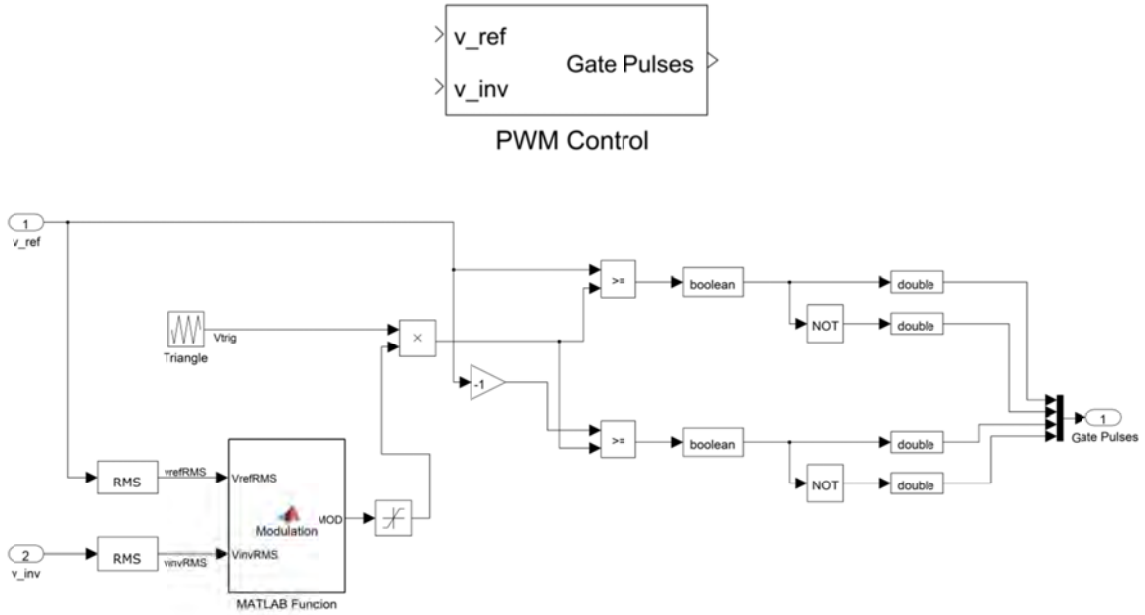 v_ref
Gate Pulses
v_inv
PWM Control
1
v_ref
>=
boolean
double
NOT
double
Vtrig
Triangle
×
-1
>=
boolean
double
NOT
double
1
Gate Pulses
RMS
vrefRMS
VrefRMS
MOD
Modulation
2
v_inv
RMS
vinvRMS
VinvRMS
MATLAB Funcion